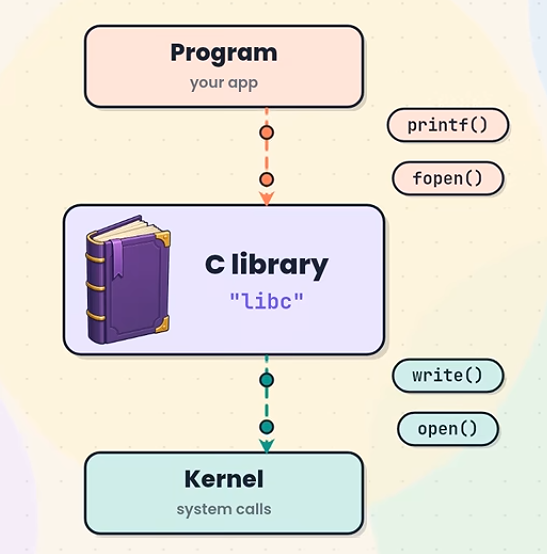 Program
your app
printf()
fopen()
C library
"libc"
write()
open()
Kernel
system calls